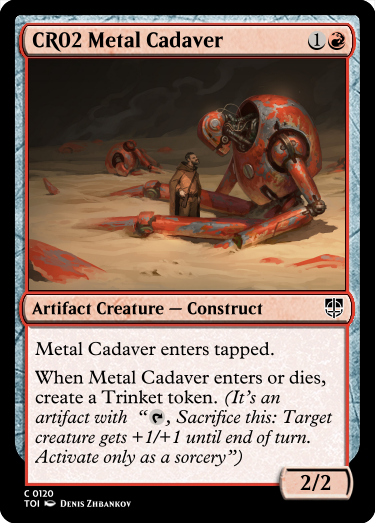 CR02 Metal Cadaver 1
Artifact Creature — Construct
Metal Cadaver enters tapped.
When Metal Cadaver enters or dies,
create a Trinket token. (It's an
artifact with “, Sacrifice this: Target
creature gets +1/+1 until end of turn.
Activate only as a sorcery”)
2/2
C 0120
TOI DENIS ZHBANKOV